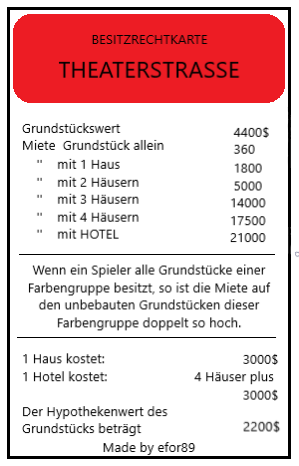 BESITZRECHTKARTE
THEATERSTRASSE
Grundstückswert 4400$
Miete Grundstück allein 360
" mit 1 Haus 1800
" mit 2 Häusern 5000
" mit 3 Häusern 14000
" mit 4 Häusern 17500
" mit HOTEL 21000
Wenn ein Spieler alle Grundstücke einer
Farbengruppe besitzt, so ist die Miete auf
den unbebauten Grundstücken dieser
Farbengruppe doppelt so hoch.
1 Haus kostet: 3000$
1 Hotel kostet: 4 Häuser plus
3000$
Der Hypothekenwert des
Grundstücks beträgt 2200$
Made by efor89